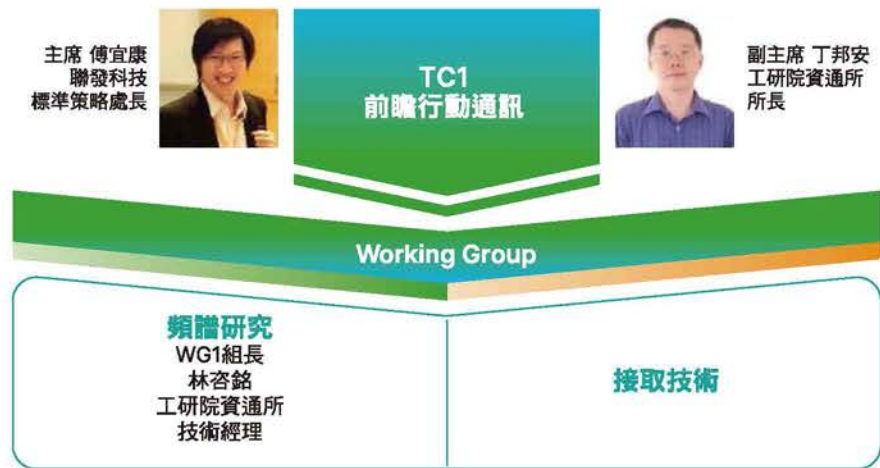 主席 傅宜康
聯發科技
標準策略處長
TC1
前瞻行動通訊
副主席 丁邦安
工研院資通所
所長
Working Group
頻譜研究
WG1組長
林咨銘
工研院資通所
技術經理
接取技術